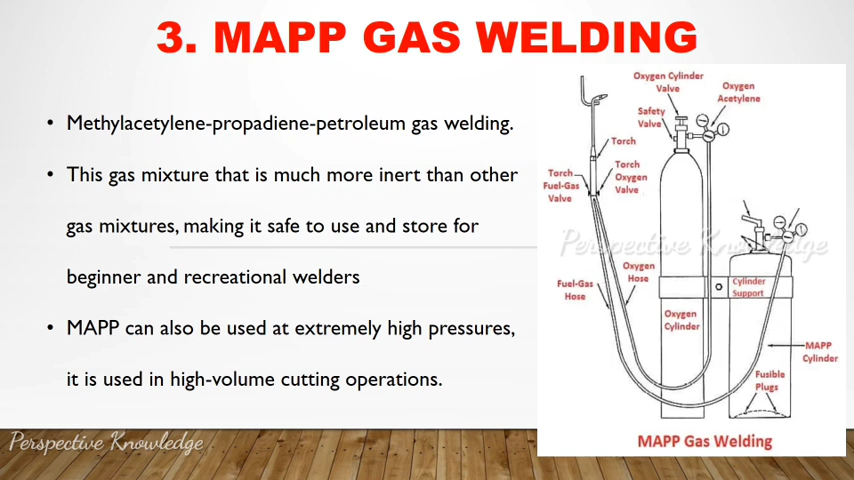 3. MAPP GAS WELDING
• Methylacetylene-propadiene-petroleum gas welding.
• This gas mixture that is much more inert than other
gas mixtures, making it safe to use and store for
beginner and recreational welders
• MAPP can also be used at extremely high pressures,
it is used in high-volume cutting operations.
Oxygen Cylinder
Valve
Oxygen
Acetylene
Safety
Valve
Torch
Torch
Oxygen
Valve
Torch
Fuel-Gas
Valve
Perspective Knowledge
Oxygen
Hose
Fuel-Gas
Hose
Cylinder
Support
Oxygen
Cylinder
MAPP
Cylinder
Fusible
Plugs
MAPP Gas Welding
Perspective Knowledge